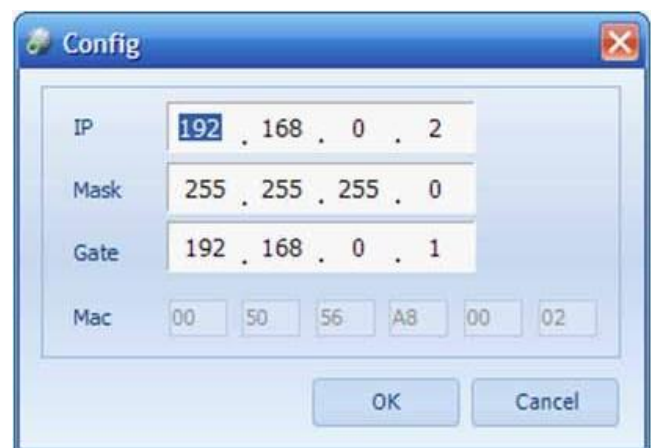 Config
IP 192 . 168 . 0 . 2
Mask 255 . 255 . 255 . 0
Gate 192 . 168 . 0 . 1
Mac 00 50 56 A8 00 02
OK Cancel